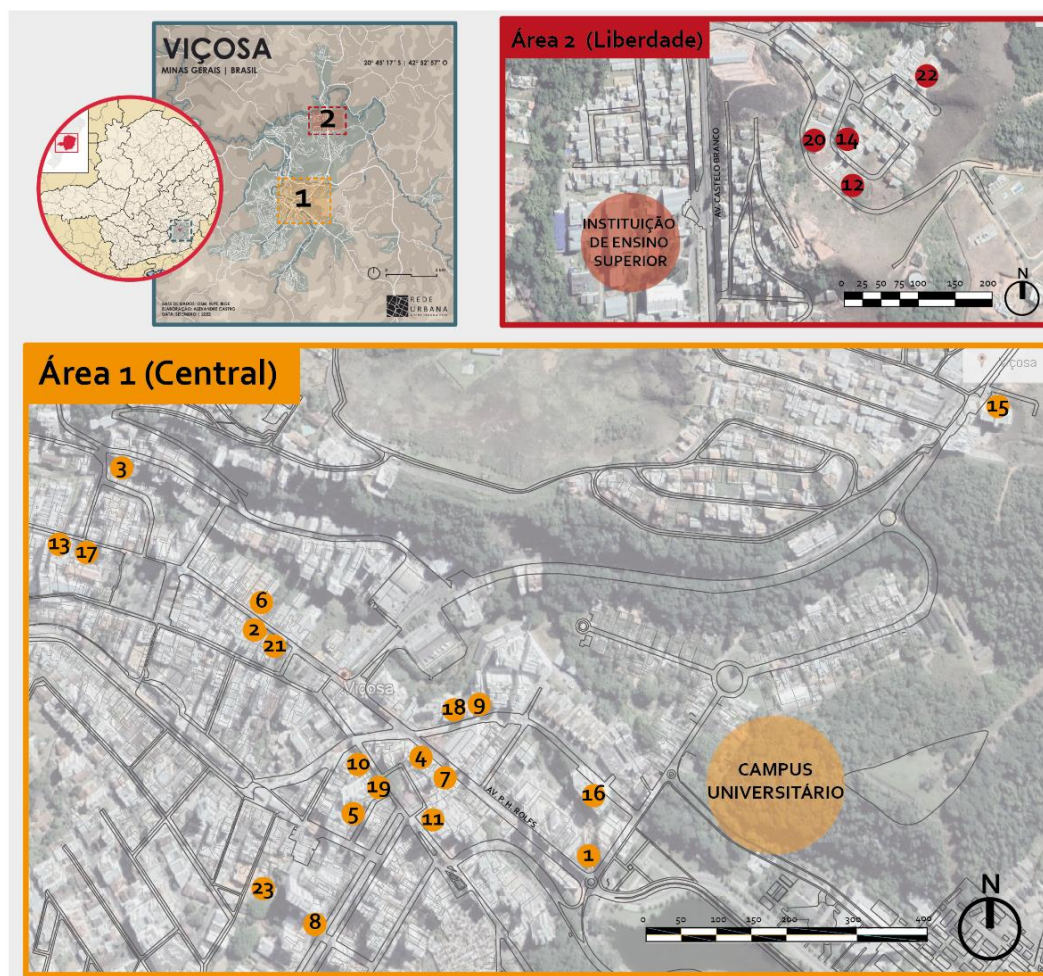 VIÇOSA
MINAS GERAIS | BRASIL
2
1
REDE
URBANA
Área 2 (Liberdade)
22
20
14
12
AV. CASTELO BRANCO
INSTITUIÇÃO
DE ENSINO
SUPERIOR
0 25 50 75 100 150 200
N
Área 1 (Central)
15
3
13
17
6
2
21
Viçosa
18
9
10
4
7
19
5
11
16
1
AV. P. H. ROLFS
CAMPUS
UNIVERSITÁRIO
23
8
0 50 100 200 300 400
N